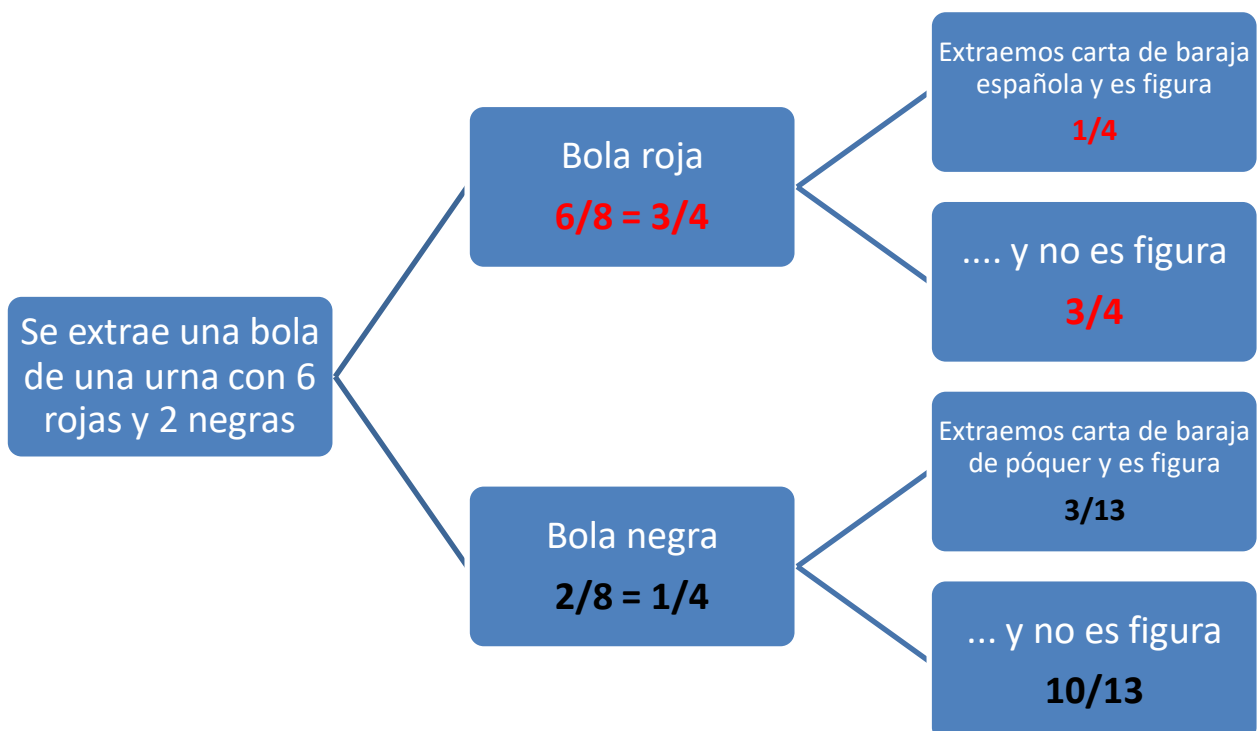 Se extrae una bola
de una urna con 6
rojas y 2 negras
Bola roja
6/8 = 3/4
Extraemos carta de baraja
española y es figura
1/4
.... y no es figura
3/4
Bola negra
2/8 = 1/4
Extraemos carta de baraja
de póquer y es figura
3/13
... y no es figura
10/13